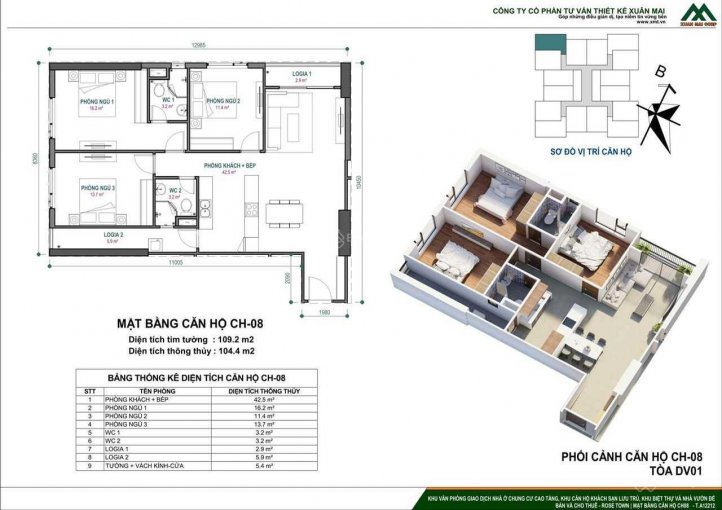 CÔNG TY CỔ PHẦN TƯ VẤN THIẾT KẾ XUÂN MAI
Góp những điều giản dị, tạo niềm tin vững bền
www.xmt.vn
XUAN MAI CORP
12985
PHÒNG NGỦ 1
16.2 m²
WC 1
3.2 m²
PHÒNG NGỦ 2
11.4 m²
LOGIA 1
2.9 m²
PHÒNG KHÁCH + BẾP
42.5 m²
PHÒNG NGỦ 3
13.7 m²
WC 2
3.2 m²
LOGIA 2
5.9 m²
8360
10450
11005
2090
1980
B
SƠ ĐỒ VỊ TRÍ CĂN HỘ
MẶT BẰNG CĂN HỘ CH-08
Diện tích tim tường : 109.2 m2
Diện tích thông thủy : 104.4 m2
BẢNG THỐNG KÊ DIỆN TÍCH CĂN HỘ CH-08
STT TÊN PHÒNG DIỆN TÍCH THÔNG THỦY
1 PHÒNG KHÁCH + BẾP 42.5 m²
2 PHÒNG NGỦ 1 16.2 m²
3 PHÒNG NGỦ 2 11.4 m²
4 PHÒNG NGỦ 3 13.7 m²
5 WC 1 3.2 m²
6 WC 2 3.2 m²
7 LOGIA 1 2.9 m²
8 LOGIA 2 5.9 m²
9 TƯỜNG + VÁCH KÍNH-CỬA 5.4 m²
PHỐI CẢNH CĂN HỘ CH-08
TÒA DV01
KHU VĂN PHÒNG GIAO DỊCH NHÀ Ở CHUNG CƯ CAO TẦNG, KHU CĂN HỘ KHÁCH SẠN LƯU TRÚ, KHU BIỆT THỰ VÀ NHÀ VƯỜN ĐỂ
BÁN VÀ CHO THUÊ - ROSE TOWN | MẶT BẰNG CĂN HỘ CH08 - T.A12212